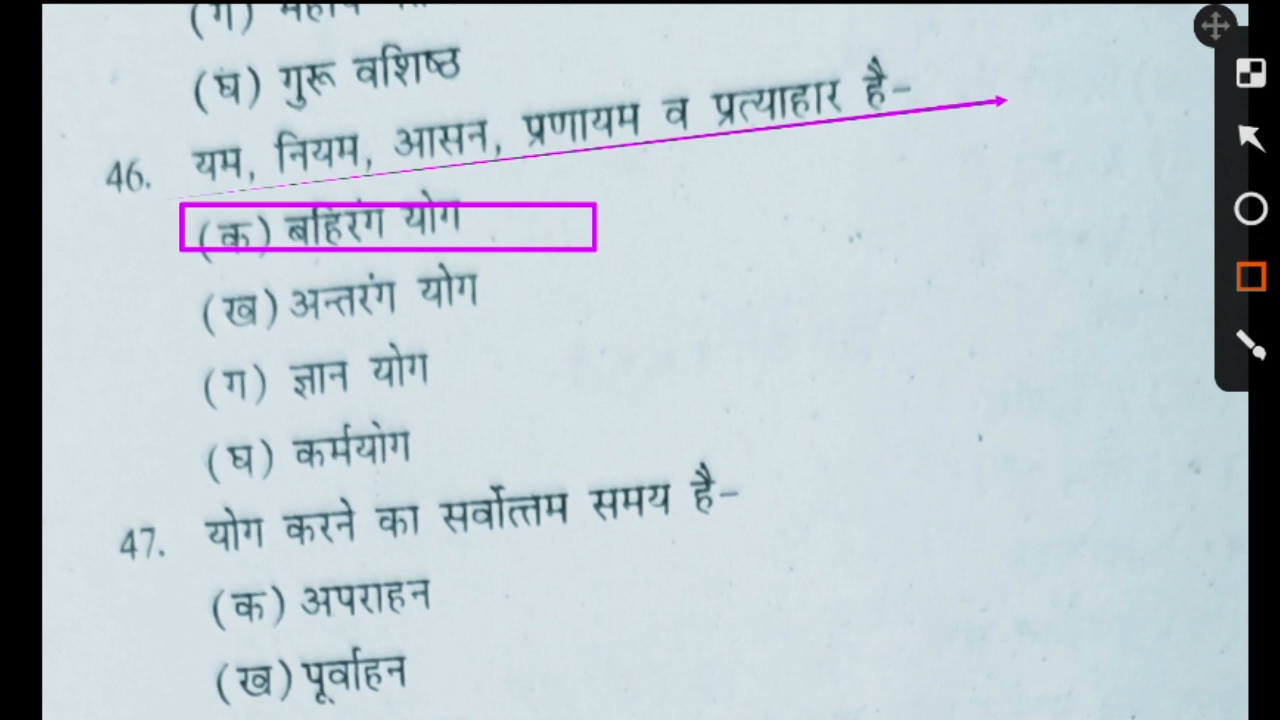 (घ) गुरू वशिष्ठ
46. यम, नियम, आसन, प्रणायम व प्रत्याहार है-
(क) बहिरंग योग
(ख) अन्तरंग योग
(ग) ज्ञान योग
(घ) कर्मयोग
47. योग करने का सर्वोत्तम समय है-
(क) अपराहन
(ख) पूर्वाहन